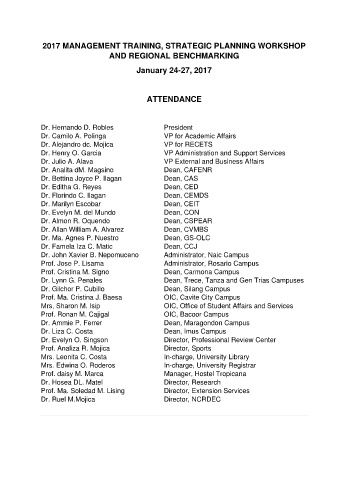 2017 MANAGEMENT TRAINING, STRATEGIC PLANNING WORKSHOP
AND REGIONAL BENCHMARKING
January 24-27, 2017
ATTENDANCE
Dr. Hernando D. Robles President
Dr. Camilo A. Polinga VP for Academic Affairs
Dr. Alejandro dc. Mojica VP for RECETS
Dr. Henry O. Garcia VP Administration and Support Services
Dr. Julio A. Alava VP External and Business Affairs
Dr. Analita dM. Magsino Dean, CAFENR
Dr. Bettina Joyce P. Ilagan Dean, CAS
Dr. Editha G. Reyes Dean, CED
Dr. Florindo C. Ilagan Dean, CEMDS
Dr. Marilyn Escobar Dean, CEIT
Dr. Evelyn M. del Mundo Dean, CON
Dr. Almon R. Oquendo Dean, CSPEAR
Dr. Allan William A. Alvarez Dean, CVMBS
Dr. Ma. Agnes P. Nuestro Dean, GS-OLC
Dr. Famela Iza C. Matic Dean, CCJ
Dr. John Xavier B. Nepomuceno Administrator, Naic Campus
Prof. Jose P. Lisama Administrator, Rosario Campus
Prof. Cristina M. Signo Dean, Carmona Campus
Dr. Lynn G. Penales Dean, Trece, Tanza and Gen Trias Campuses
Dr. Gilchor P. Cubillo Dean, Silang Campus
Prof. Ma. Cristina J. Baesa OIC, Cavite City Campus
Mrs. Sharon M. Isip OIC, Office of Student Affairs and Services
Prof. Ronan M. Cajigal OIC, Bacoor Campus
Dr. Ammie P. Ferrer Dean, Maragondon Campus
Dr. Liza C. Costa Dean, Imus Campus
Dr. Evelyn O. Singson Director, Professional Review Center
Prof. Analiza R. Mojica Director, Sports
Mrs. Leonita C. Costa In-charge, University Library
Mrs. Edwina O. Roderos In-charge, University Registrar
Prof. daisy M. Marca Manager, Hostel Tropicana
Dr. Hosea DL. Matel Director, Research
Prof. Ma. Soledad M. Lising Director, Extension Services
Dr. Ruel M.Mojica Director, NCRDEC